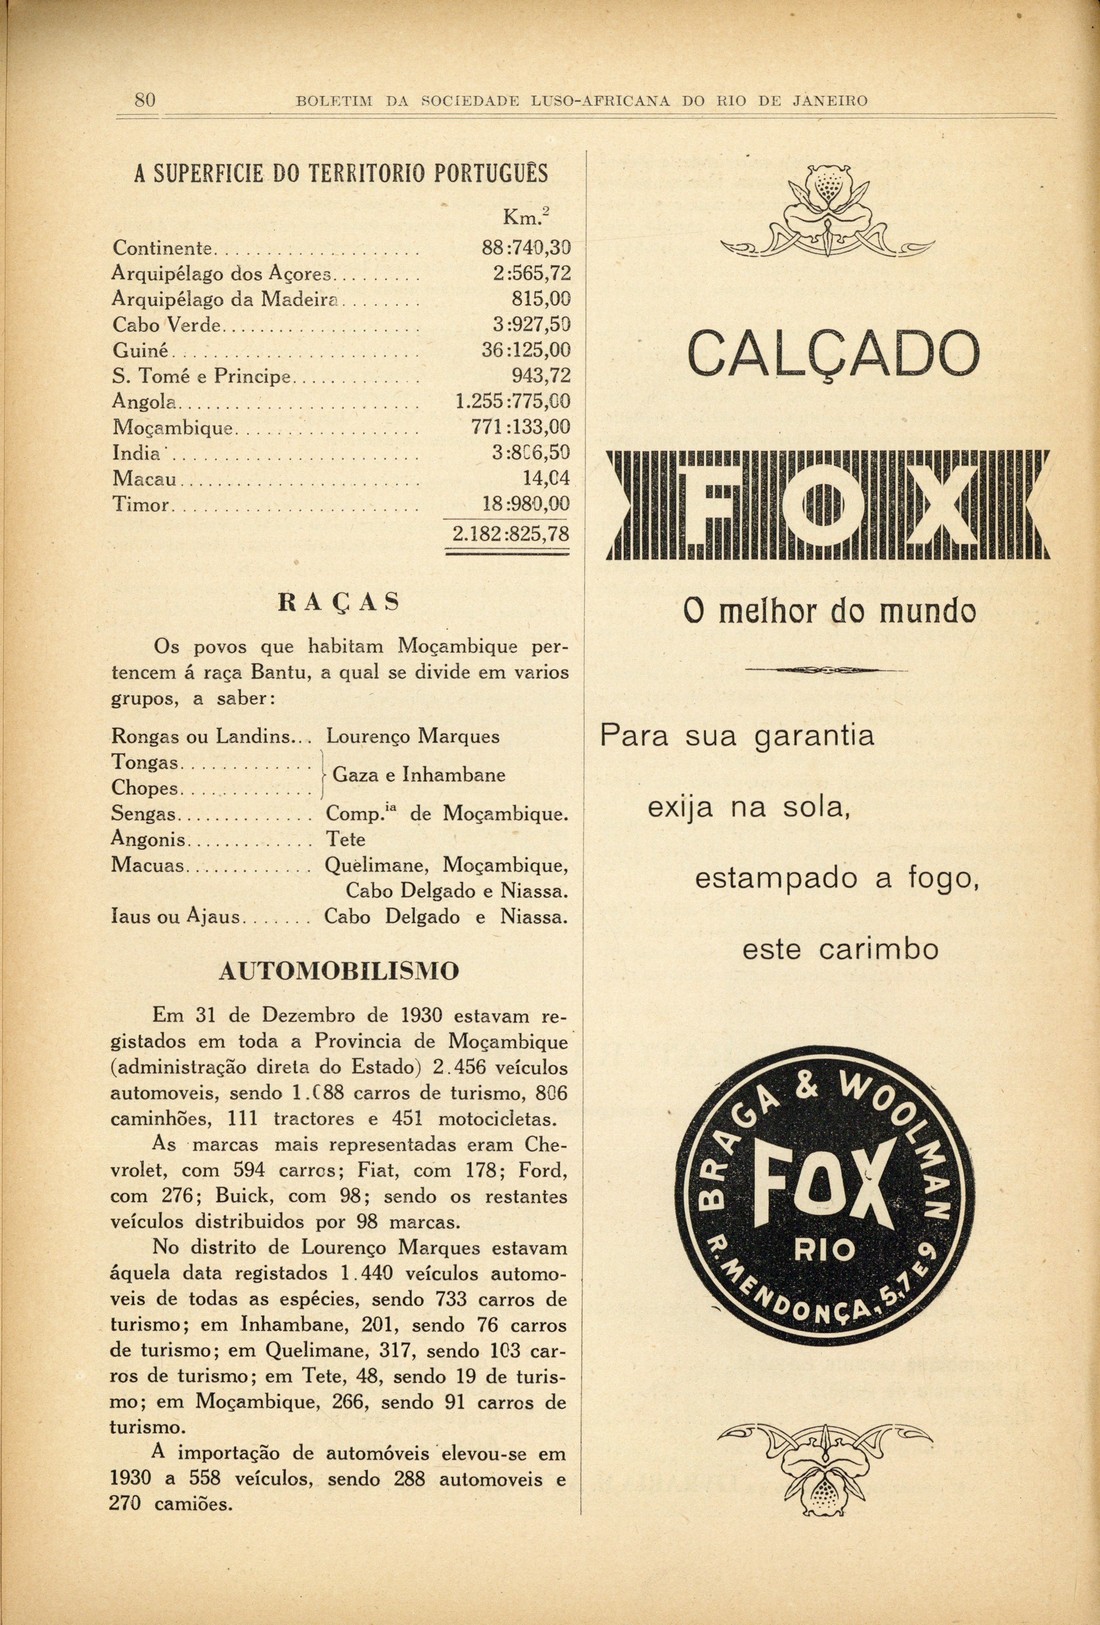 80
BOLETIM DA SOCIEDADE LUSO-AFRICANA DO RIO DE JANEIRO
A SUPERFICIE DO TERRITORIO PORTUGUÊS
Km.²
Continente.................... 88:740,30
Arquipélago dos Açores......... 2:565,72
Arquipélago da Madeira........ 815,00
Cabo Verde.................... 3:927,50
Guiné........................ 36:125,00
S. Tomé e Principe............. 943,72
Angola....................... 1.255:775,00
Moçambique.................. 771:133,00
India........................ 3:806,50
Macau....................... 14,04
Timor........................ 18:980,00
2.182:825,78
RAÇAS
Os povos que habitam Moçambique per-
tencem á raça Bantu, a qual se divide em varios
grupos, a saber:
Rongas ou Landins... Lourenço Marques
Tongas.............
Chopes............. } Gaza e Inhambane
Sengas............. Comp.ia de Moçambique.
Angonis............ Tete
Macuas............. Quelimane, Moçambique,
Cabo Delgado e Niassa.
Iaus ou Ajaus....... Cabo Delgado e Niassa.
AUTOMOBILISMO
Em 31 de Dezembro de 1930 estavam re-
gistados em toda a Provincia de Moçambique
(administração direta do Estado) 2.456 veículos
automoveis, sendo 1.088 carros de turismo, 806
caminhões, 111 tractores e 451 motocicletas.
As marcas mais representadas eram Che-
vrolet, com 594 carros; Fiat, com 178; Ford,
com 276; Buick, com 98; sendo os restantes
veículos distribuidos por 98 marcas.
No distrito de Lourenço Marques estavam
áquela data registados 1.440 veículos automo-
veis de todas as espécies, sendo 733 carros de
turismo; em Inhambane, 201, sendo 76 carros
de turismo; em Quelimane, 317, sendo 103 car-
ros de turismo; em Tete, 48, sendo 19 de turis-
mo; em Moçambique, 266, sendo 91 carros de
turismo.
A importação de automóveis elevou-se em
1930 a 558 veículos, sendo 288 automoveis e
270 camiões.
CALÇADO
FOX
O melhor do mundo
Para sua garantia
exija na sola,
estampado a fogo,
este carimbo
BRAGA & WOOLMAN
FOX
RIO
R. MENDONÇA, 5, 7 E 9